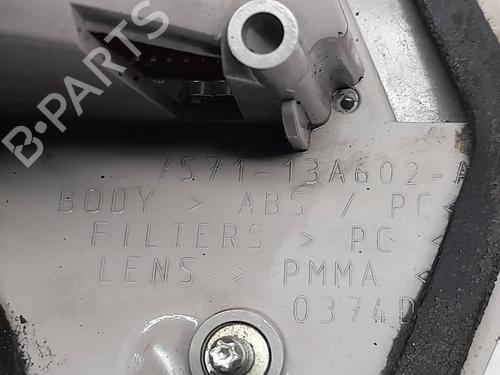 B-PARTS
7S71-13A602-A
BODY > ABS / PC <
FILTERS > PC <
LENS > PMMA <
0374D